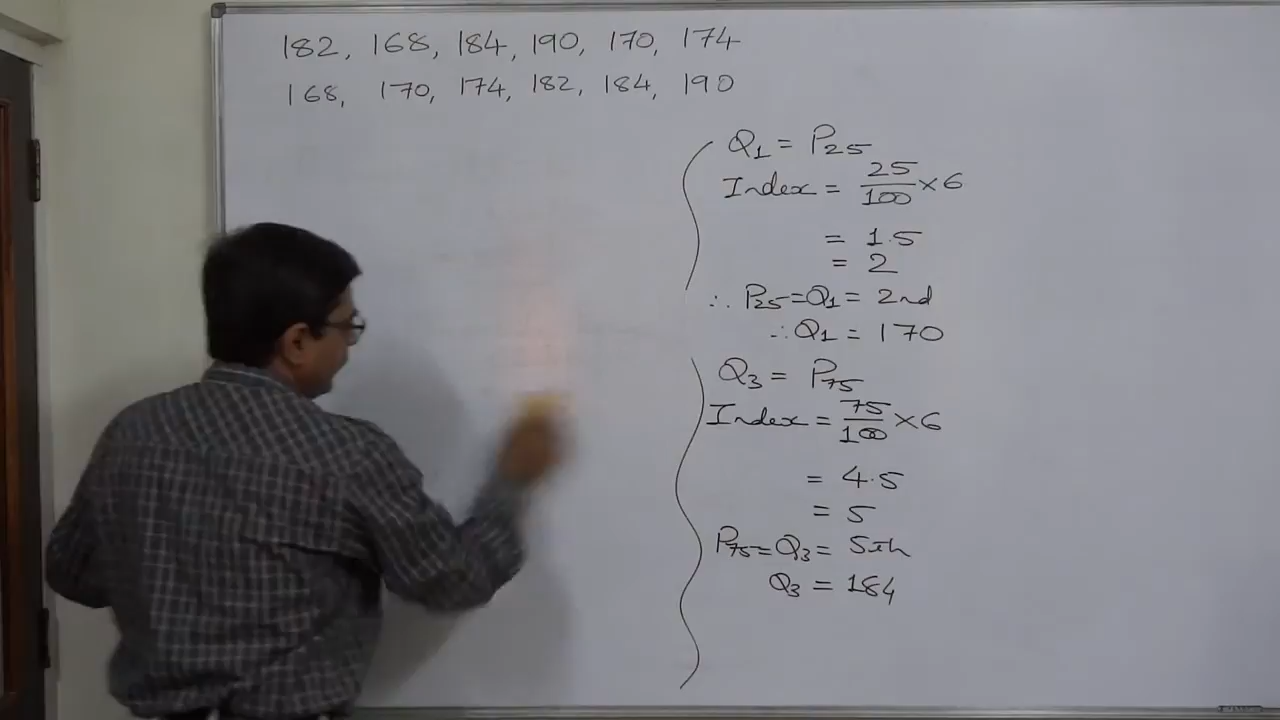 182, 168, 184, 190, 170, 174
168, 170, 174, 182, 184, 190
Q1 = P25
Index = 25/100 × 6
= 1.5
= 2
∴ P25 = Q1 = 2nd
∴ Q1 = 170
Q3 = P75
Index = 75/100 × 6
= 4.5
= 5
P75 = Q3 = 5th
Q3 = 184